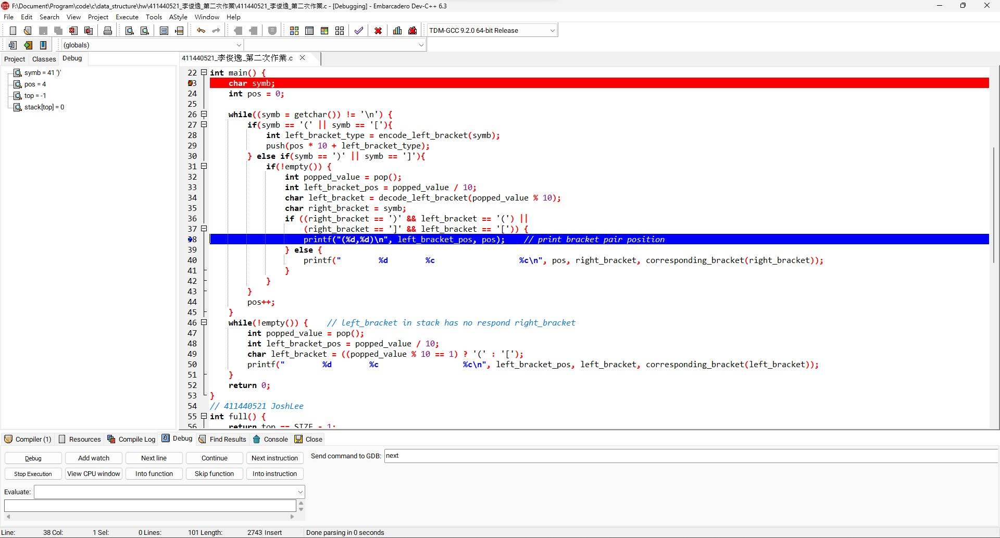 F:\Document\Program\code\c\data_structure\hw\411440521_李俊逸_第二次作業\411440521_李俊逸_第二次作業.c - [Debugging] - Embarcadero Dev-C++ 6.3
File Edit Search View Project Execute Tools AStyle Window Help
TDM-GCC 9.2.0 64-bit Release
(globals)
Project Classes Debug
411440521_李俊逸_第二次作業.c
symb = 41 ')'
pos = 4
top = -1
stack[top] = 0
22 int main() {
23     char symb;
24     int pos = 0;
25
26     while((symb = getchar()) != '\n') {
27         if(symb == '(' || symb == '['){
28             int left_bracket_type = encode_left_bracket(symb);
29             push(pos * 10 + left_bracket_type);
30         } else if(symb == ')' || symb == ']'){
31             if(!empty()) {
32                 int popped_value = pop();
33                 int left_bracket_pos = popped_value / 10;
34                 char left_bracket = decode_left_bracket(popped_value % 10);
35                 char right_bracket = symb;
36                 if ((right_bracket == ')' && left_bracket == '(') ||
37                     (right_bracket == ']' && left_bracket == '[')) {
38                     printf("(%d,%d)\n", left_bracket_pos, pos);    // print bracket pair position
39                 } else {
40                     printf("        %d        %c                  %c\n", pos, right_bracket, corresponding_bracket(right_bracket));
41                 }
42             }
43         }
44         pos++;
45     }
46     while(!empty()) {    // left_bracket in stack has no respond right_bracket
47         int popped_value = pop();
48         int left_bracket_pos = popped_value / 10;
49         char left_bracket = ((popped_value % 10 == 1) ? '(' : '[');
50         printf("        %d        %c                  %c\n", left_bracket_pos, left_bracket, corresponding_bracket(left_bracket));
51     }
52     return 0;
53 }
54 // 411440521 JoshLee
55 int full() {
56     return top == SIZE - 1;
Compiler (1) Resources Compile Log Debug Find Results Console Close
Debug Add watch Next line Continue Next instruction Send command to GDB: next
Stop Execution View CPU window Into function Skip function Into instruction
Evaluate:
Line: 38 Col: 1 Sel: 0 Lines: 101 Length: 2743 Insert Done parsing in 0 seconds